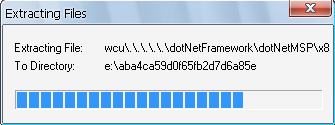 Extracting Files
Extracting File: wcu\.\.\.\.\.\dotNetFramework\dotNetMSP\x8
To Directory: e:\aba4ca59d0f65fb2d7d6a85e